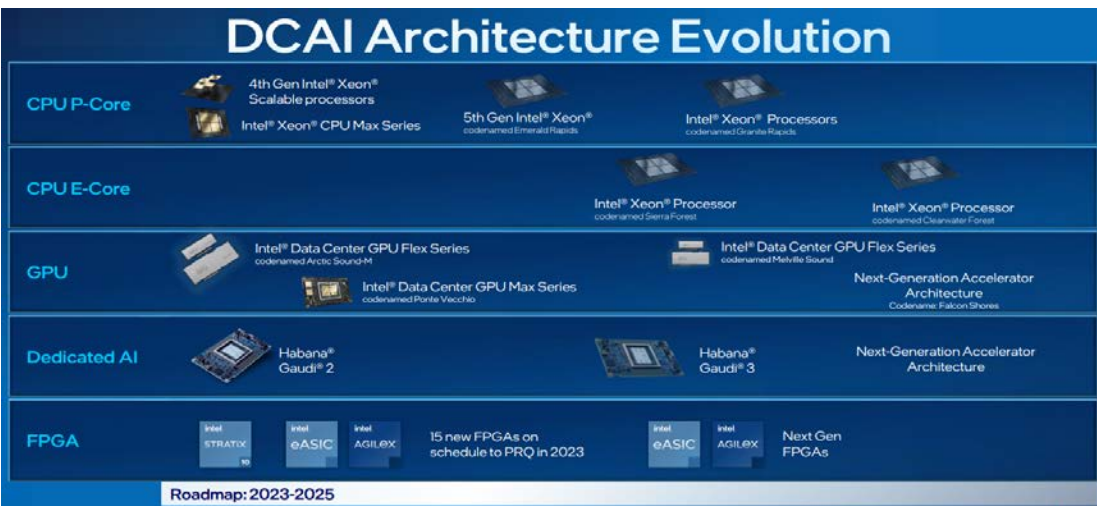 DCAI Architecture Evolution
CPU P-Core
4th Gen Intel® Xeon®
Scalable processors
Intel® Xeon® CPU Max Series
5th Gen Intel® Xeon®
codenamed Emerald Rapids
Intel® Xeon® Processors
codenamed Granite Rapids
CPU E-Core
Intel® Xeon® Processor
codenamed Sierra Forest
Intel® Xeon® Processor
codenamed Clearwater Forest
GPU
Intel® Data Center GPU Flex Series
codenamed Arctic Sound-M
Intel® Data Center GPU Max Series
codenamed Ponte Vecchio
Intel® Data Center GPU Flex Series
codenamed Melville Sound
Next-Generation Accelerator
Architecture
Codename: Falcon Shores
Dedicated AI
Habana®
Gaudi® 2
Habana®
Gaudi® 3
Next-Generation Accelerator
Architecture
FPGA
intel
STRATIX
10
intel
eASIC
intel
AGILEX
15 new FPGAs on
schedule to PRQ in 2023
intel
eASIC
intel
AGILEX
Next Gen
FPGAs
Roadmap: 2023-2025